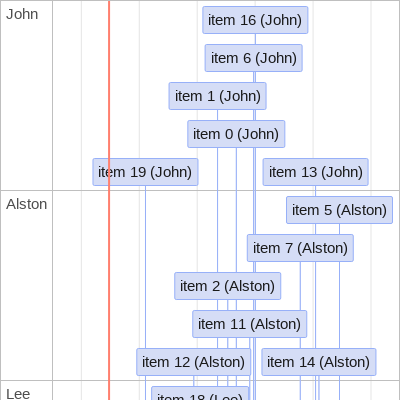 John
item 16 (John)
item 6 (John)
item 1 (John)
item 0 (John)
item 19 (John)
item 13 (John)
Alston
item 5 (Alston)
item 7 (Alston)
item 2 (Alston)
item 11 (Alston)
item 12 (Alston)
item 14 (Alston)
Lee
item 18 (Lee)